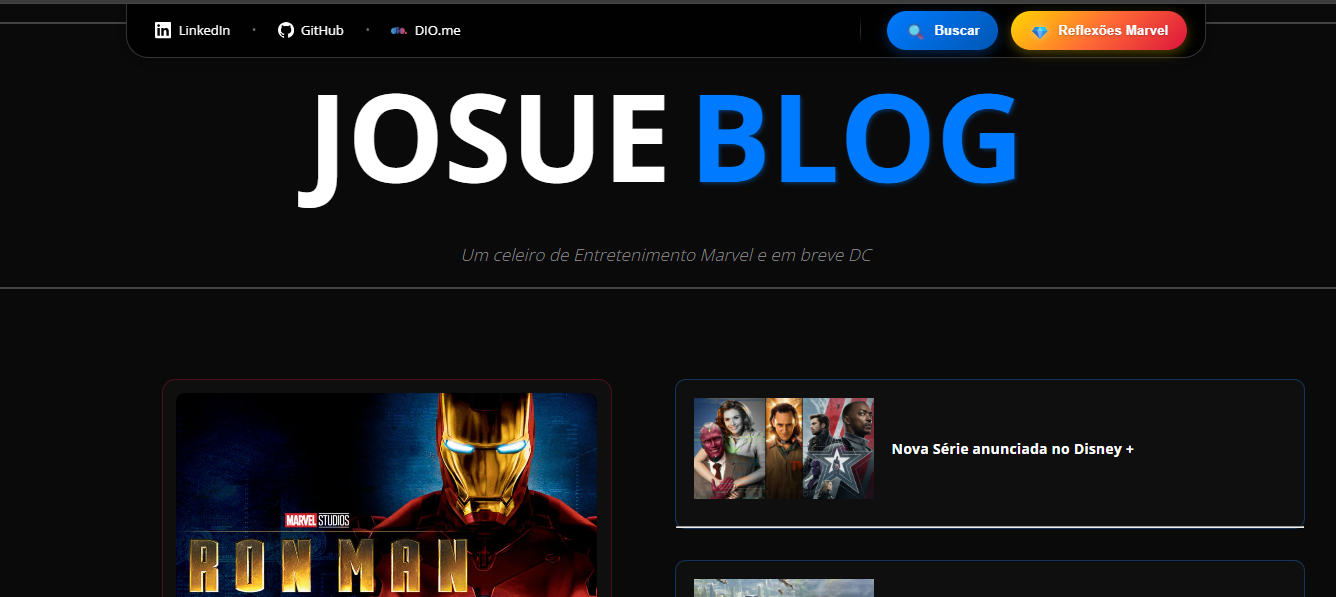 LinkedIn • GitHub • DIO.me
Buscar
Reflexões Marvel
JOSUE BLOG
Um celeiro de Entretenimento Marvel e em breve DC
MARVEL STUDIOS
RON MAN
Nova Série anunciada no Disney +